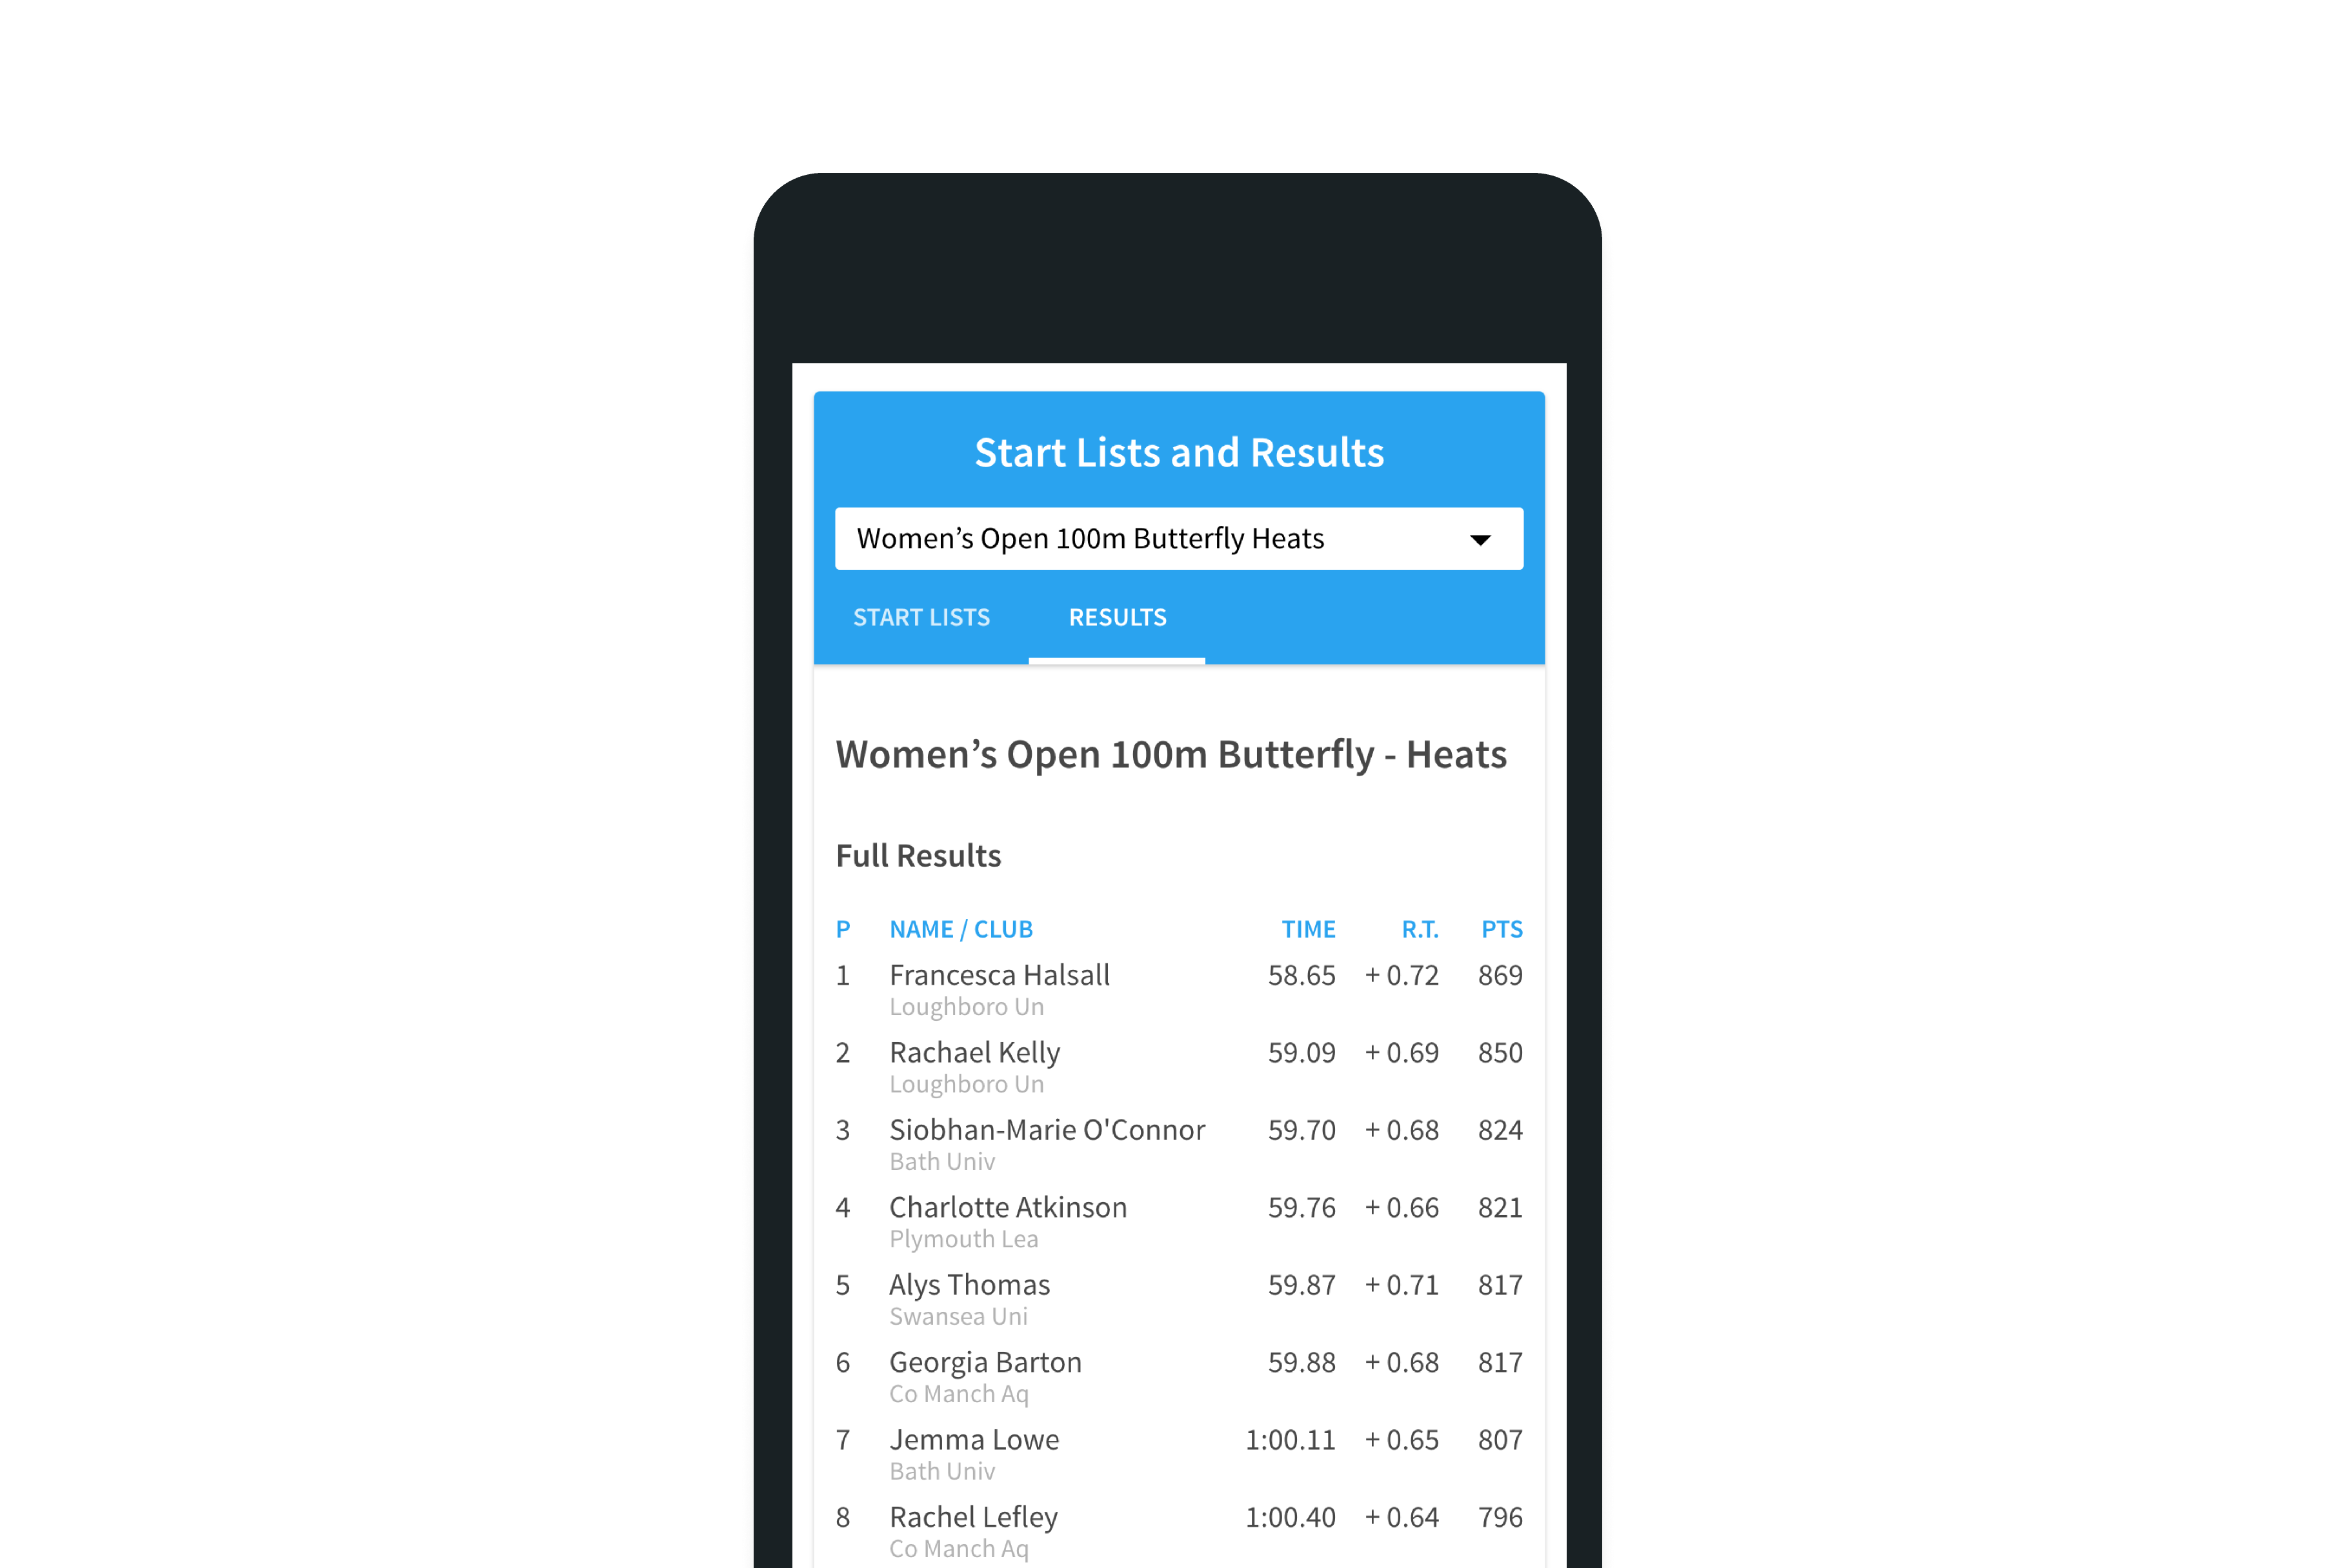 Start Lists and Results
Women’s Open 100m Butterfly Heats
START LISTS RESULTS
Women’s Open 100m Butterfly - Heats
Full Results
P NAME / CLUB TIME R.T. PTS
1 Francesca Halsall 58.65 + 0.72 869
Loughboro Un
2 Rachael Kelly 59.09 + 0.69 850
Loughboro Un
3 Siobhan-Marie O'Connor 59.70 + 0.68 824
Bath Univ
4 Charlotte Atkinson 59.76 + 0.66 821
Plymouth Lea
5 Alys Thomas 59.87 + 0.71 817
Swansea Uni
6 Georgia Barton 59.88 + 0.68 817
Co Manch Aq
7 Jemma Lowe 1:00.11 + 0.65 807
Bath Univ
8 Rachel Lefley 1:00.40 + 0.64 796
Co Manch Aq